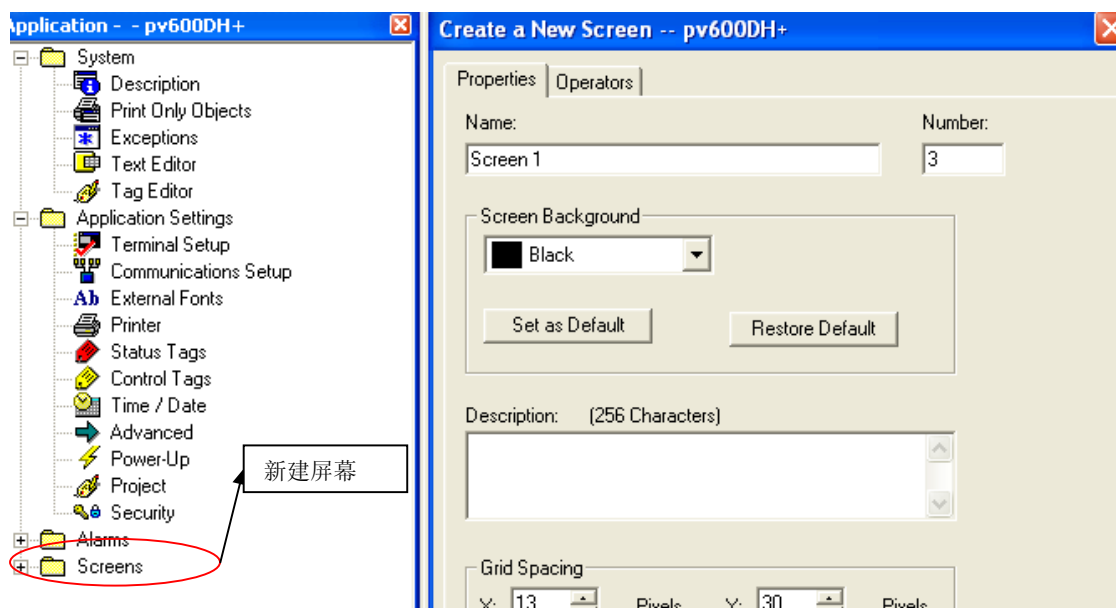 Application - - pv600DH+
System
Description
Print Only Objects
Exceptions
Text Editor
Tag Editor
Application Settings
Terminal Setup
Communications Setup
Ab External Fonts
Printer
Status Tags
Control Tags
Time / Date
Advanced
Power-Up
Project
Security
Alarms
Screens
新建屏幕
Create a New Screen -- pv600DH+
Properties Operators
Name: Number:
Screen 1 3
Screen Background
Black
Set as Default Restore Default
Description: (256 Characters)
Grid Spacing
X: 13 Pixels Y: 30 Pixels